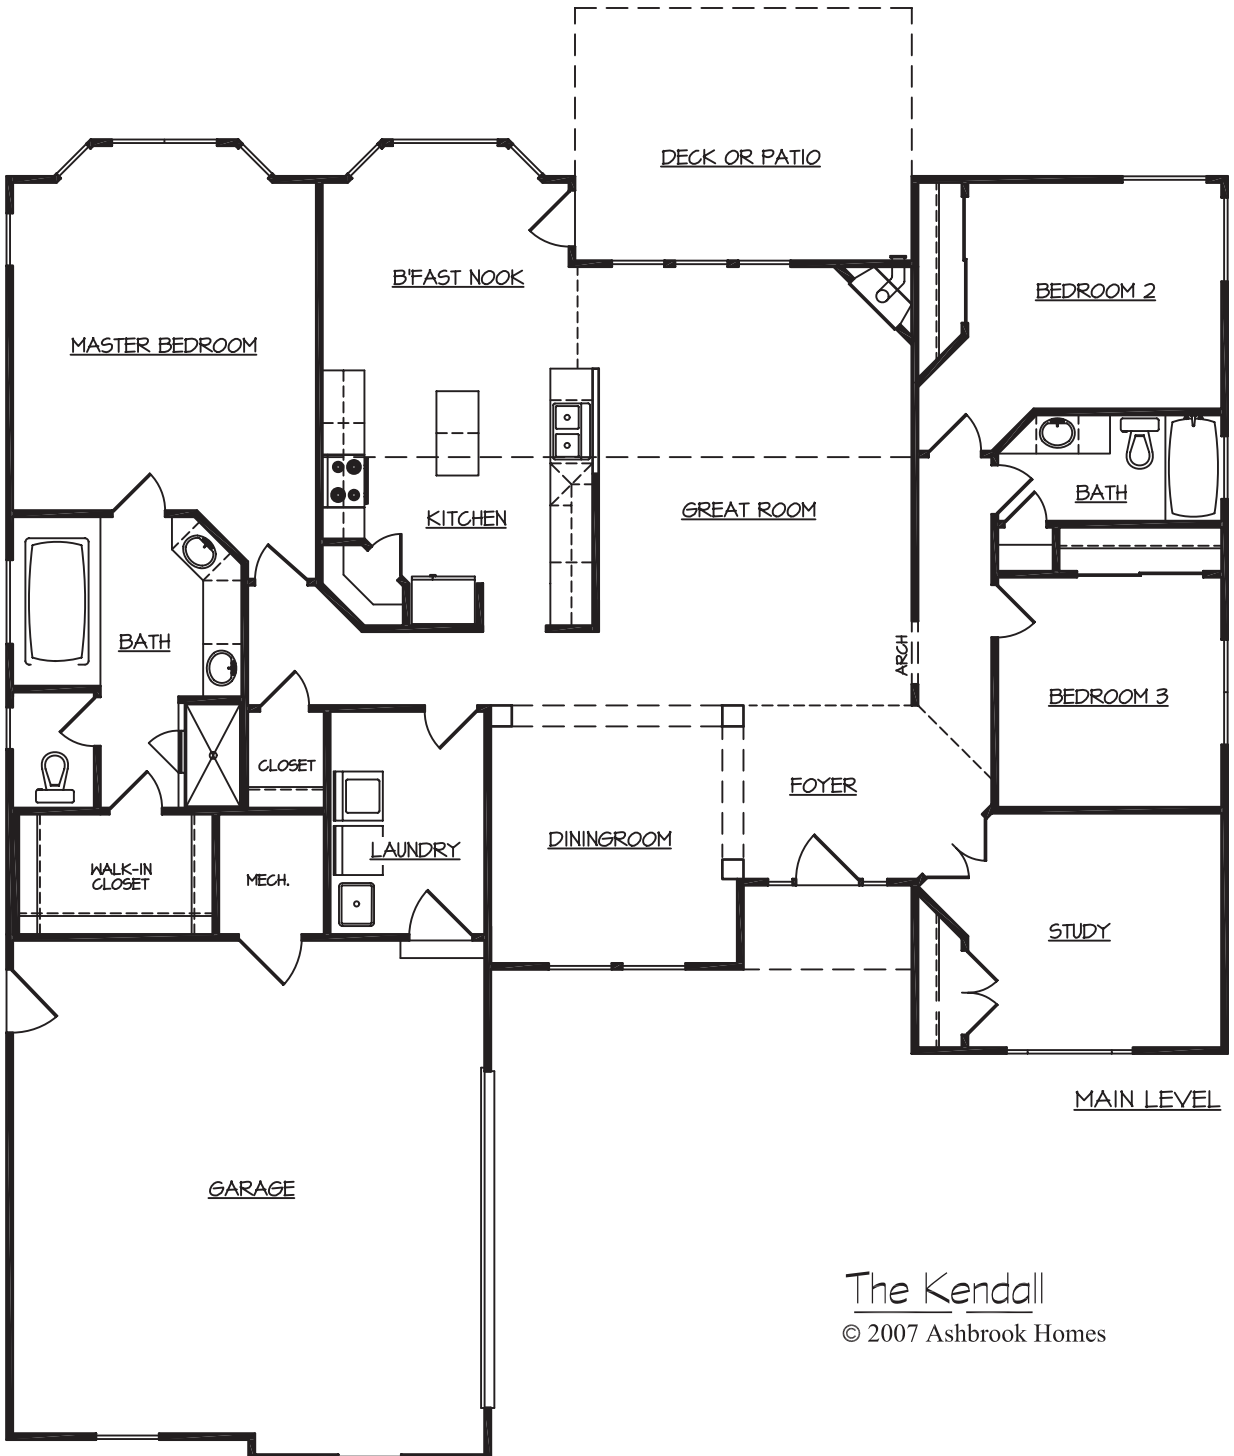 DECK OR PATIO
B'FAST NOOK
BEDROOM 2
MASTER BEDROOM
BATH
GREAT ROOM
KITCHEN
BATH
ARCH
BEDROOM 3
CLOSET
FOYER
DININGROOM
LAUNDRY
WALK-IN
CLOSET
MECH.
STUDY
MAIN LEVEL
GARAGE
The Kendall
© 2007 Ashbrook Homes